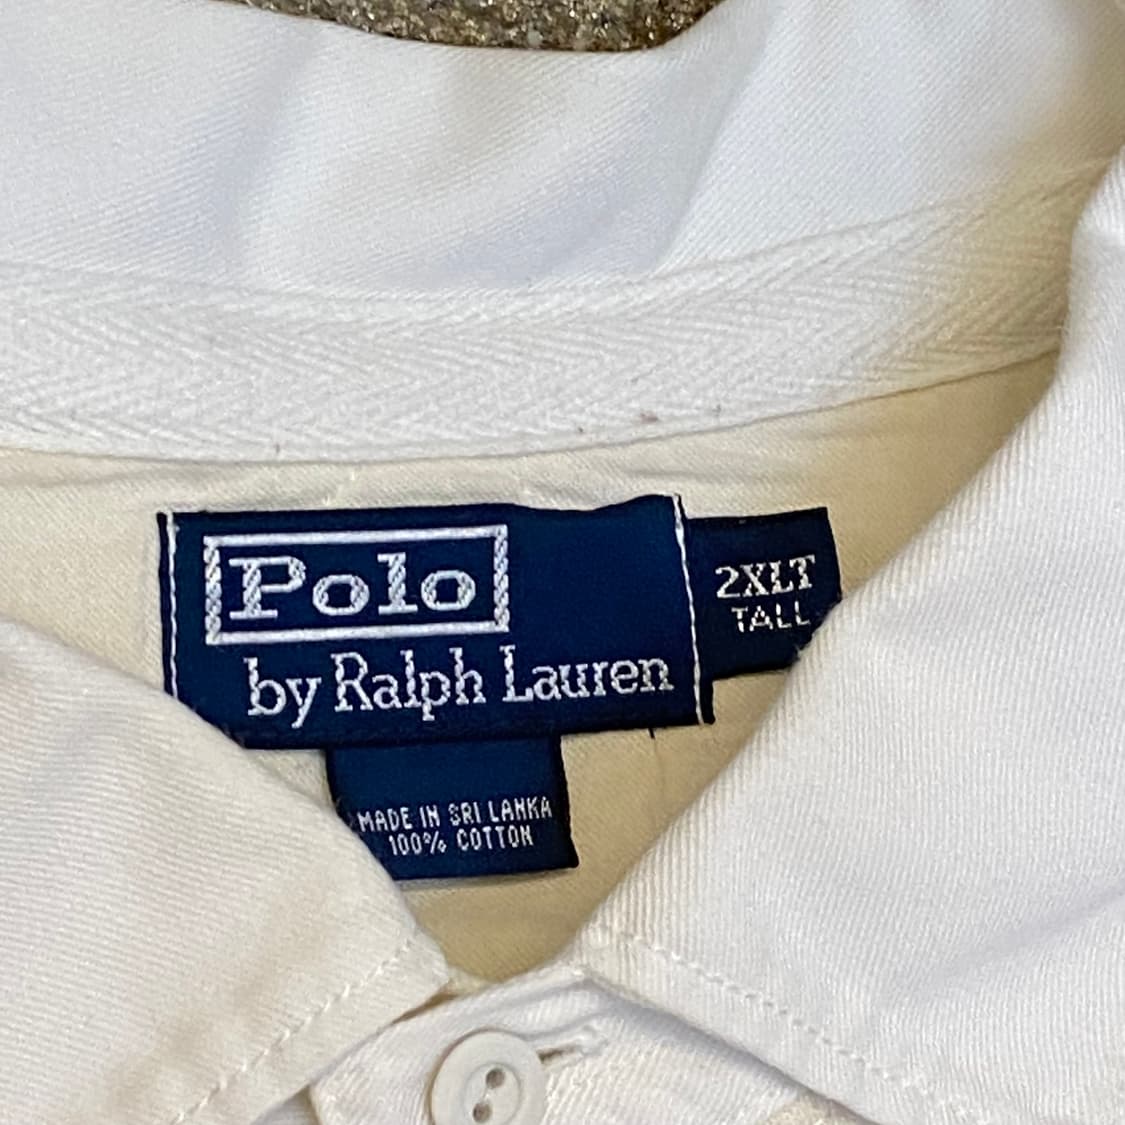 Polo
by Ralph Lauren
2XLT
TALL
MADE IN SRI LANKA
100% COTTON